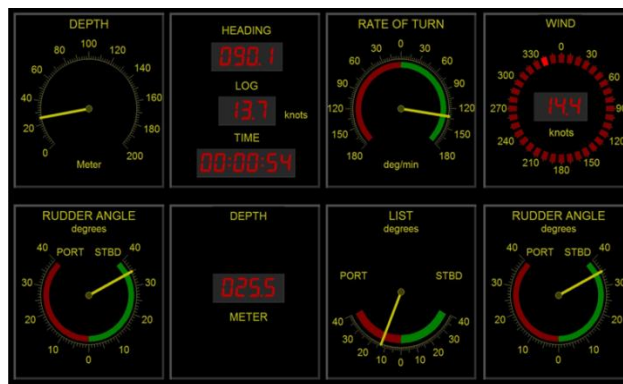 DEPTH
100
80
120
60
140
40
160
20
180
0
200
Meter
HEADING
090.1
LOG
13.7 knots
TIME
00:00:54
RATE OF TURN
0
30 30
60 60
90 90
120 120
150 150
180 180
deg/min
WIND
330 0 30
300 60
270 90
14.4
knots
240 120
210 180 150
RUDDER ANGLE
degrees
40 PORT STBD 40
30 30
20 20
10 0 10
DEPTH
025.5
METER
LIST
degrees
PORT STBD
40 40
30 30
20 20
10 0 10
RUDDER ANGLE
degrees
40 PORT STBD 40
30 30
20 20
10 0 10